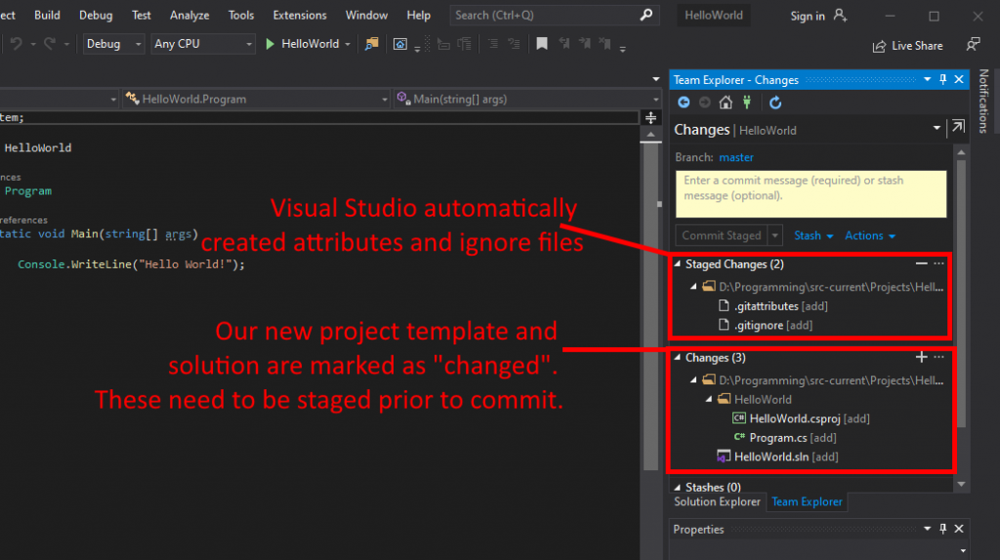 ect Build Debug Test Analyze Tools Extensions Window Help Search (Ctrl+Q) HelloWorld Sign in
Debug Any CPU HelloWorld Live Share
Notifications
Team Explorer - Changes
HelloWorld.Program Main(string[] args)
Changes | HelloWorld
Branch: master
Enter a commit message (required) or stash
message (optional).
Commit Staged Stash Actions
Staged Changes (2)
D:\Programming\src-current\Projects\Hell...
.gitattributes [add]
.gitignore [add]
Changes (3)
D:\Programming\src-current\Projects\Hell...
HelloWorld
C# HelloWorld.csproj [add]
C# Program.cs [add]
HelloWorld.sln [add]
Stashes (0)
Solution Explorer Team Explorer
Properties
tem;
HelloWorld
nces
Program
references
tatic void Main(string[] args)
Console.WriteLine("Hello World!");
Visual Studio automatically
created attributes and ignore files
Our new project template and
solution are marked as "changed".
These need to be staged prior to commit.